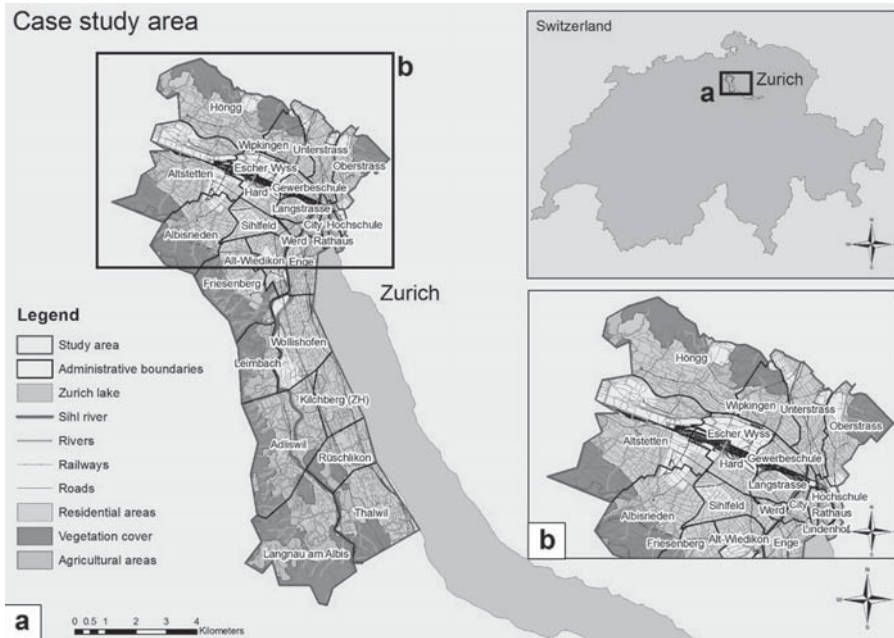 Case study area
b
Höngg
Wipkingen
Unterstrass
Oberstrass
Escher Wyss
Altstetten
Hard
Gewerbeschule
Langstrasse
Sihlfeld
City
Hochschule
Albisrieden
Werd
Rathaus
Alt-Wiedikon
Enge
Friesenberg
Zurich
Wollishofen
Leimbach
Kilchberg (ZH)
Adliswil
Rüschlikon
Thalwil
Langnau am Albis
Legend
Study area
Administrative boundaries
Zurich lake
Sihl river
Rivers
Railways
Roads
Residential areas
Vegetation cover
Agricultural areas
a
0 0.5 1 2 3 4
Kilometers
Switzerland
Zurich
a
Höngg
Wipkingen
Unterstrass
Oberstrass
Altstetten
Escher Wyss
Hard
Gewerbeschule
Langstrasse
Hochschule
Albisrieden
Sihlfeld
City
Werd
Rathaus
Lindenhof
Friesenberg
Alt-Wiedikon
Enge
b